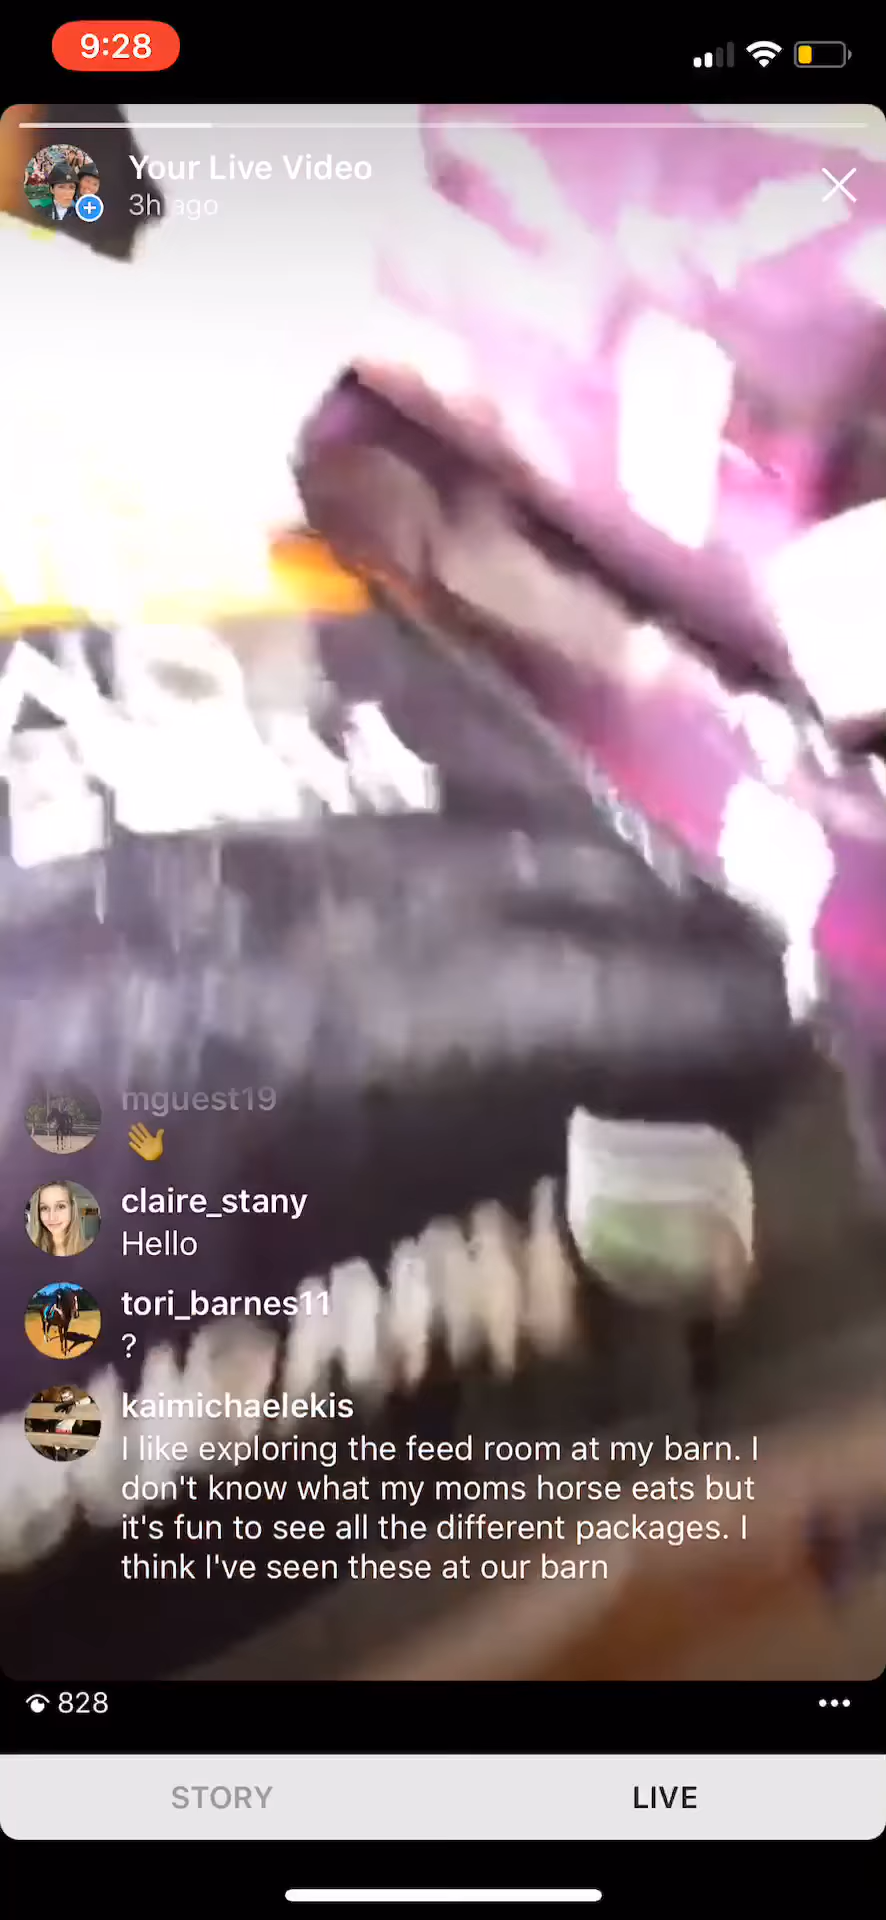 9:28
Your Live Video
3h ago
mguest19
👋
claire_stany
Hello
tori_barnes11
?
kaimichaelekis
I like exploring the feed room at my barn. I
don't know what my moms horse eats but
it's fun to see all the different packages. I
think I've seen these at our barn
828
STORY
LIVE